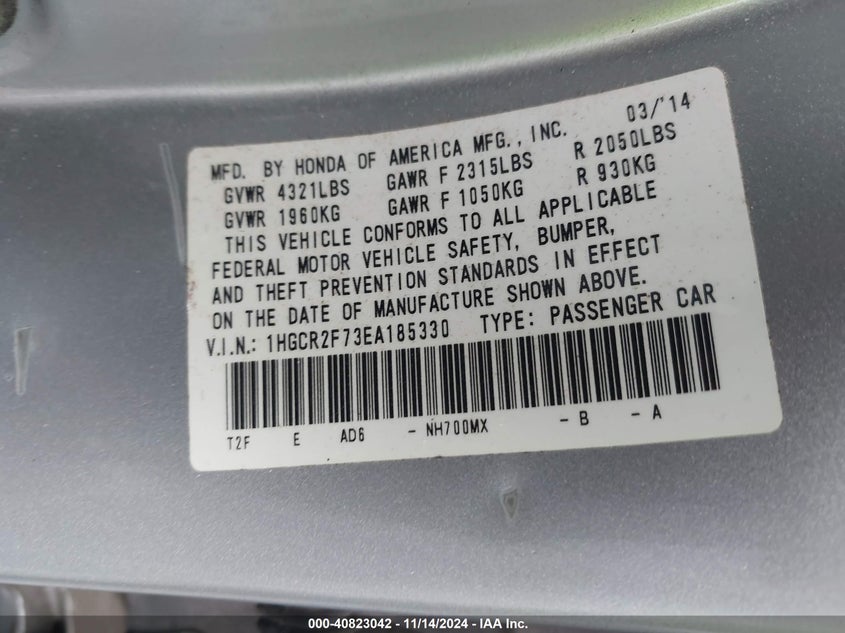 03/'14
MFD. BY HONDA OF AMERICA MFG., INC.
GVWR 4321LBS GAWR F 2315LBS R 2050LBS
GVWR 1960KG GAWR F 1050KG R 930KG
THIS VEHICLE CONFORMS TO ALL APPLICABLE
FEDERAL MOTOR VEHICLE SAFETY, BUMPER,
AND THEFT PREVENTION STANDARDS IN EFFECT
ON THE DATE OF MANUFACTURE SHOWN ABOVE.
V.I.N.: 1HGCR2F73EA185330 TYPE: PASSENGER CAR
T2F E AD6 - NH700MX - B - A
000-40823042 - 11/14/2024 - IAA Inc.